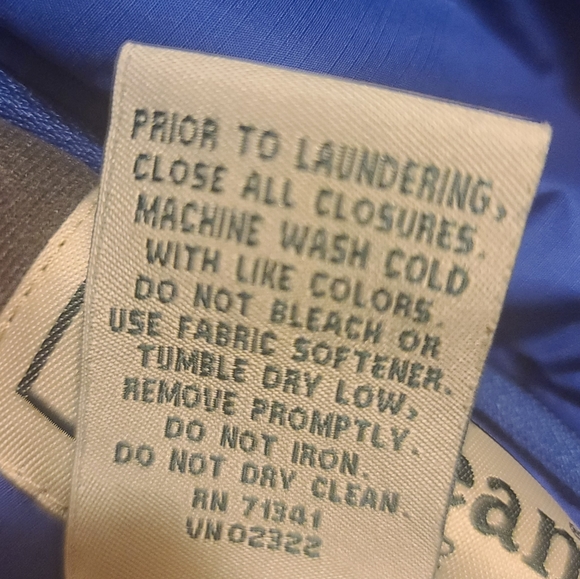 PRIOR TO LAUNDERING,
CLOSE ALL CLOSURES.
MACHINE WASH COLD
WITH LIKE COLORS.
DO NOT BLEACH OR
USE FABRIC SOFTENER.
TUMBLE DRY LOW,
REMOVE PROMPTLY.
DO NOT IRON.
DO NOT DRY CLEAN.
RN 71341
VN02322